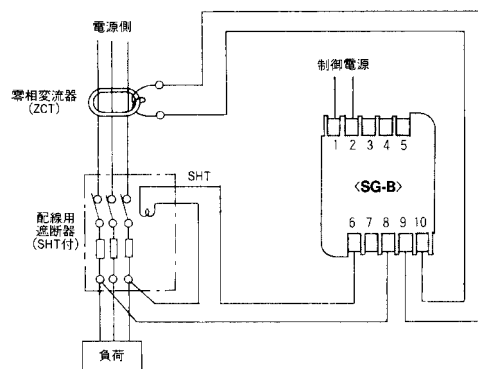 電源側
零相変流器
(ZCT)
制御電源
1 2 3 4 5
SHT
〈SG-B〉
配線用
遮断器
(SHT付)
6 7 8 9 10
負荷